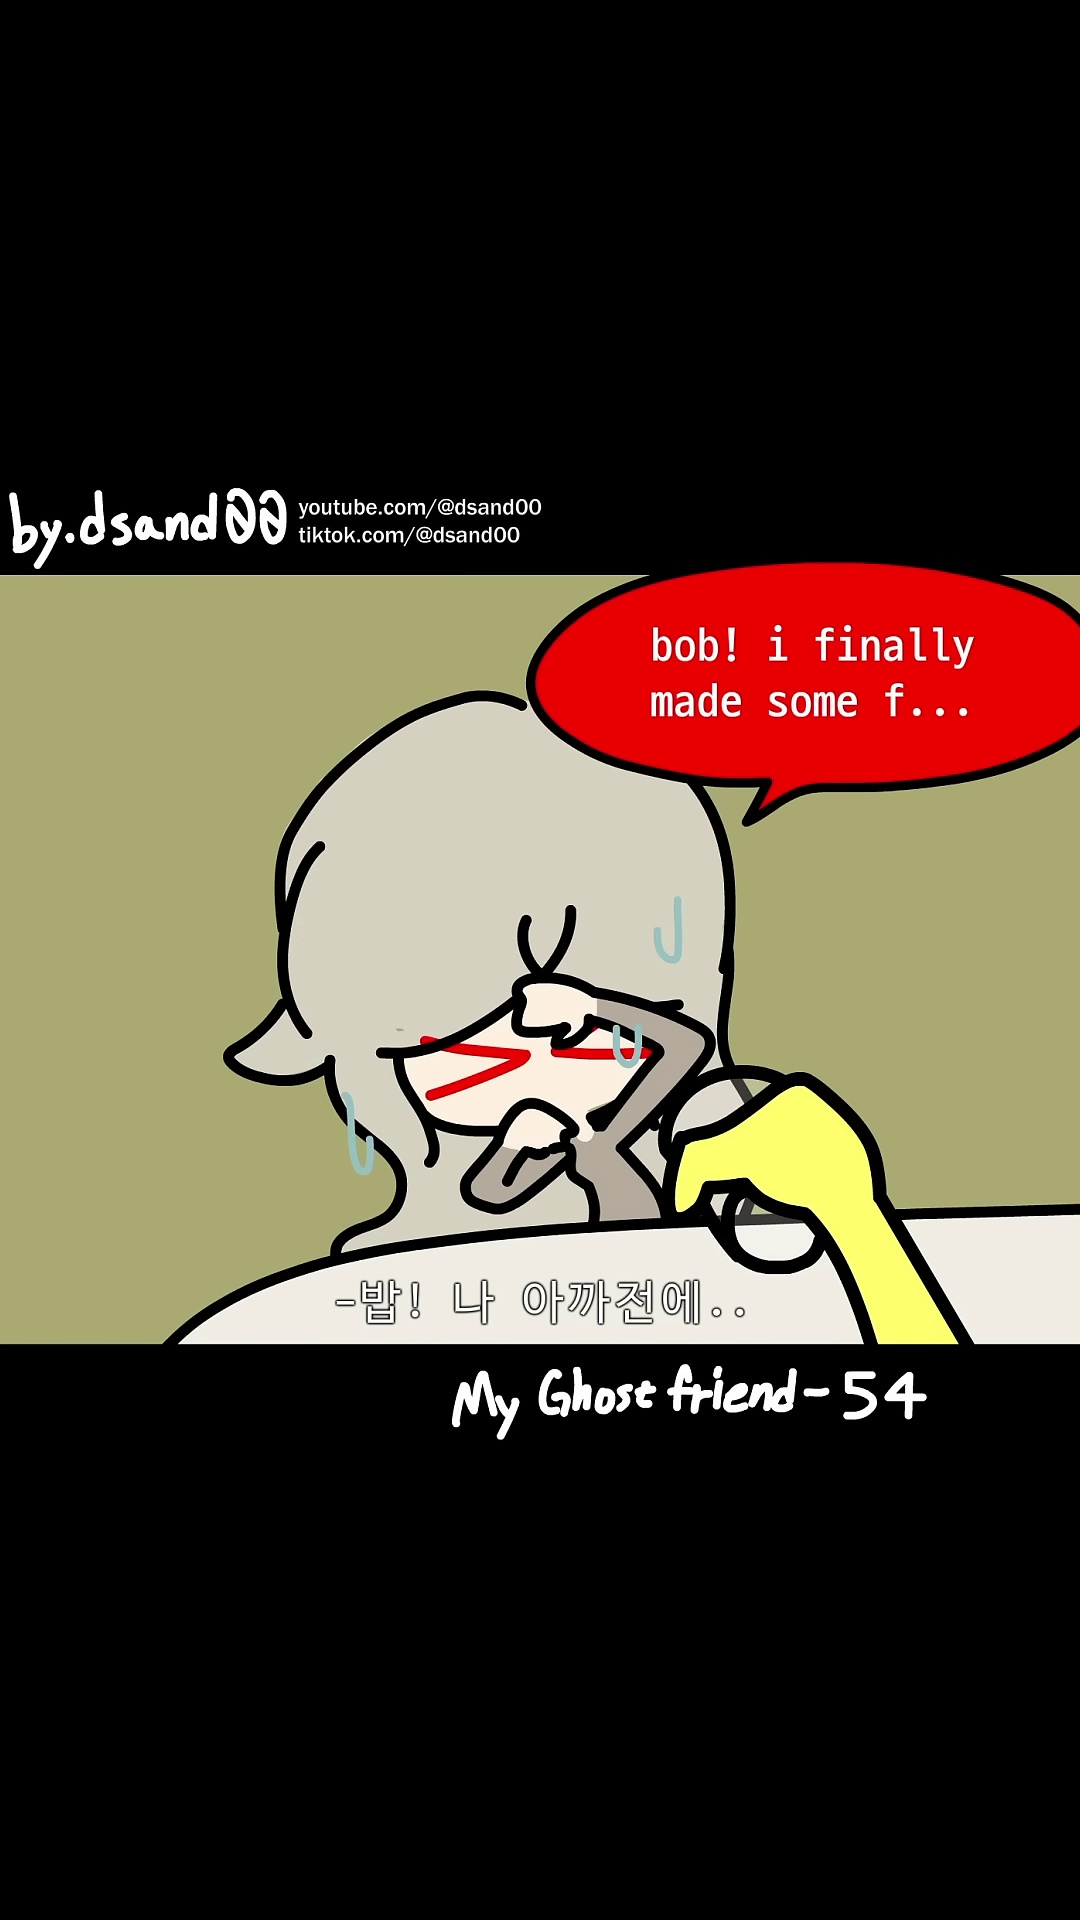 by.dsand00
youtube.com/@dsand00
tiktok.com/@dsand00
bob! i finally
made some f...
-밥! 나 아까전에..
My Ghost friend-54